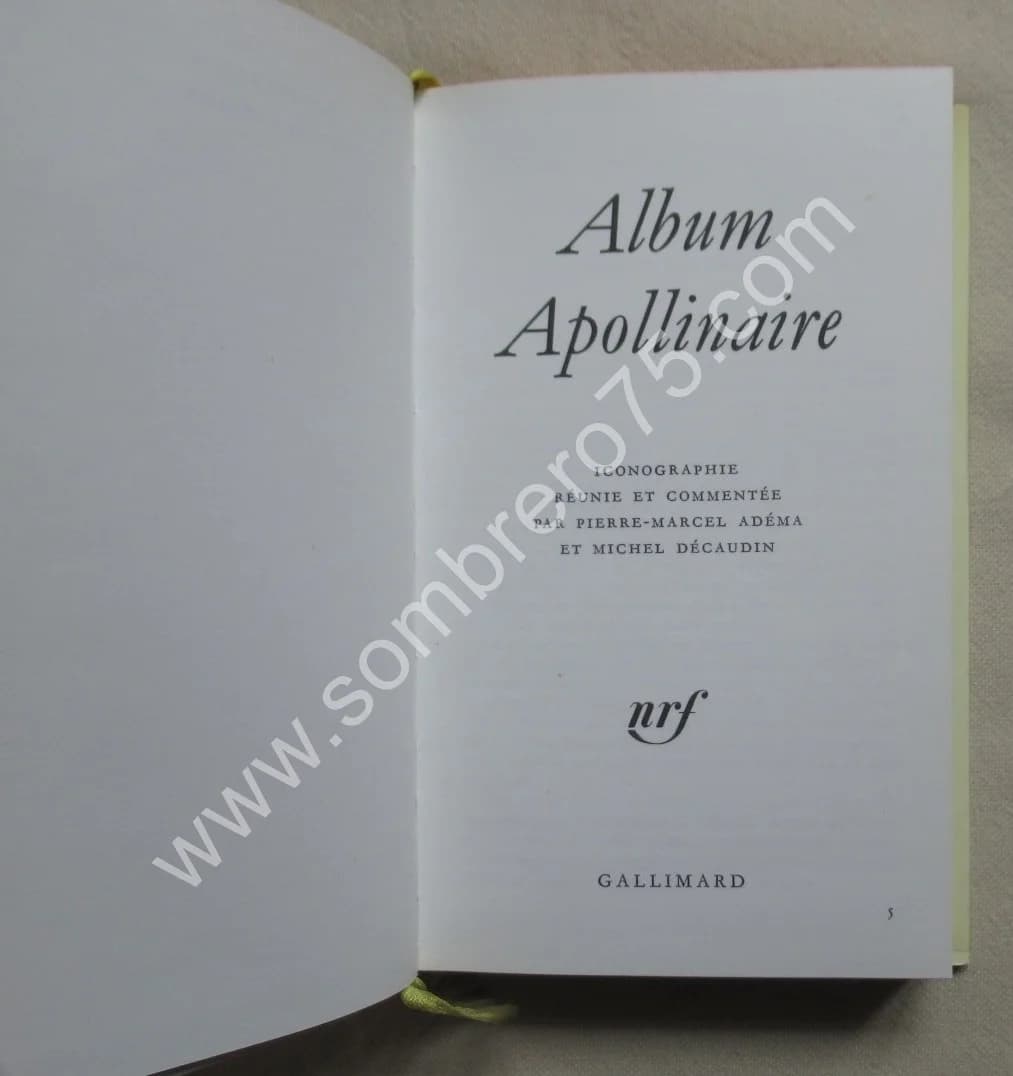 Album
Apollinaire
ICONOGRAPHIE
RÉUNIE ET COMMENTÉE
PAR PIERRE-MARCEL ADÉMA
ET MICHEL DÉCAUDIN
nrf
GALLIMARD
5
www.sombrero75.com